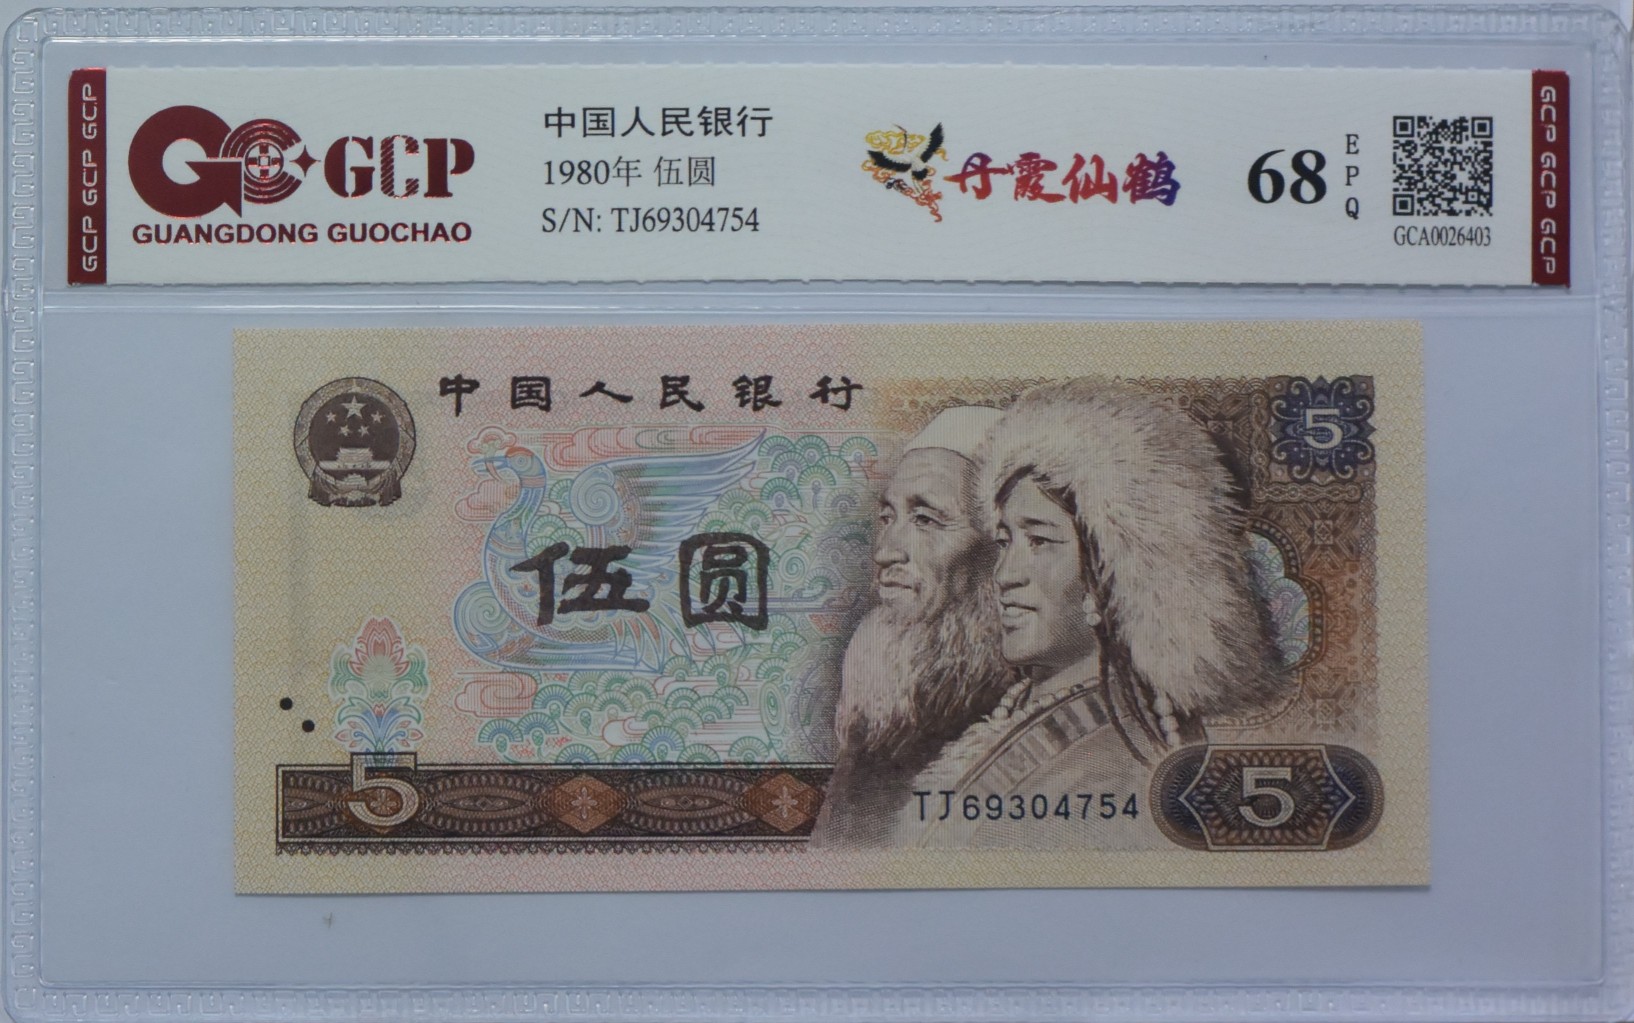 GCP GCP GCP
GCP
GUANGDONG GUOCHAO
中国人民银行
1980年 伍圆
S/N: TJ69304754
丹霞仙鹤
68
EPQ
GCA0026403
GCP GCP GCP
中国人民银行
5
伍圆
5
TJ69304754
5